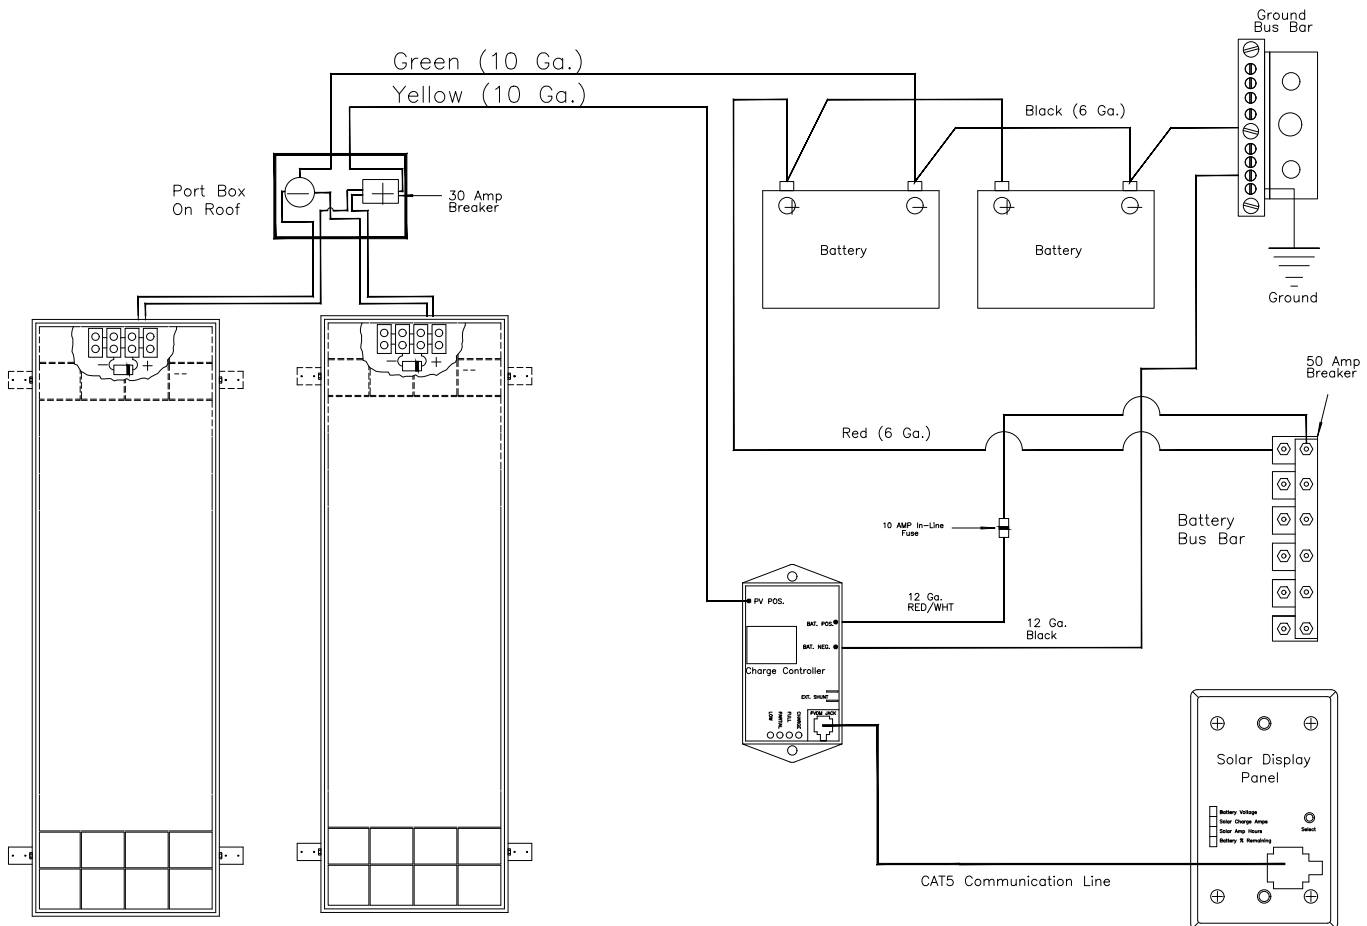 Ground
Bus Bar
Green (10 Ga.)
Yellow (10 Ga.)
Black (6 Ga.)
Port Box
On Roof
30 Amp
Breaker
Battery
Battery
Ground
50 Amp
Breaker
Red (6 Ga.)
10 AMP In-Line
Fuse
Battery
Bus Bar
12 Ga.
RED/WHT
12 Ga.
Black
PV POS.
BAT. POS.
BAT. NEG.
Charge Controller
EXT. SHUNT
LOW
PARTIAL
FULL
CHARGE
PVDM JACK
Solar Display
Panel
Battery Voltage
Solar Charge Amps
Solar Amp Hours
Battery % Remaining
Select
CAT5 Communication Line